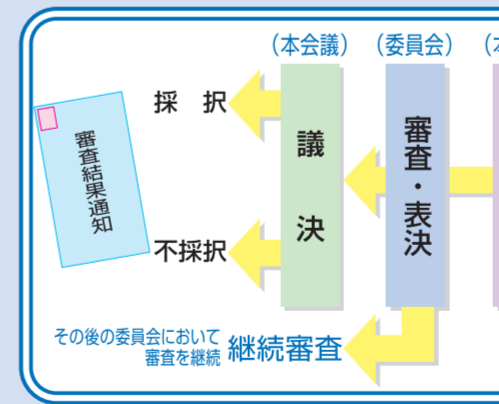 （本会議）
（委員会）
（本
採択
不採択
議決
審査・表決
審査結果通知
その後の委員会において
審査を継続
継続審査